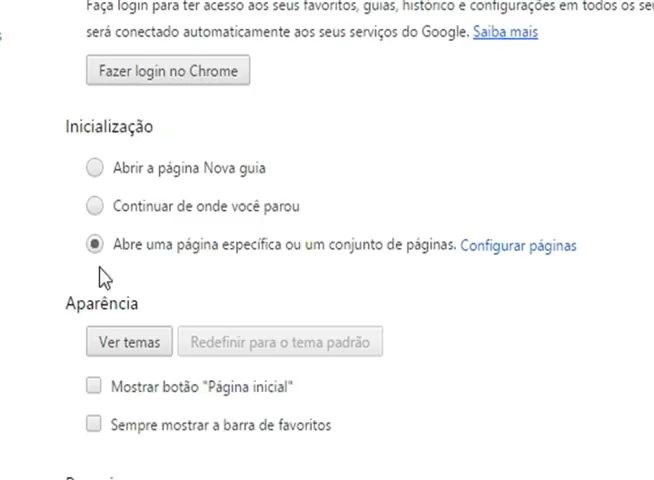 Faça login para ter acesso aos seus favoritos, guias, histórico e configurações em todos os
será conectado automaticamente aos seus serviços do Google. Saiba mais
Fazer login no Chrome
Inicialização
Abrir a página Nova guia
Continuar de onde você parou
Abre uma página específica ou um conjunto de páginas. Configurar páginas
Aparência
Ver temas
Redefinir para o tema padrão
Mostrar botão "Página inicial"
Sempre mostrar a barra de favoritos